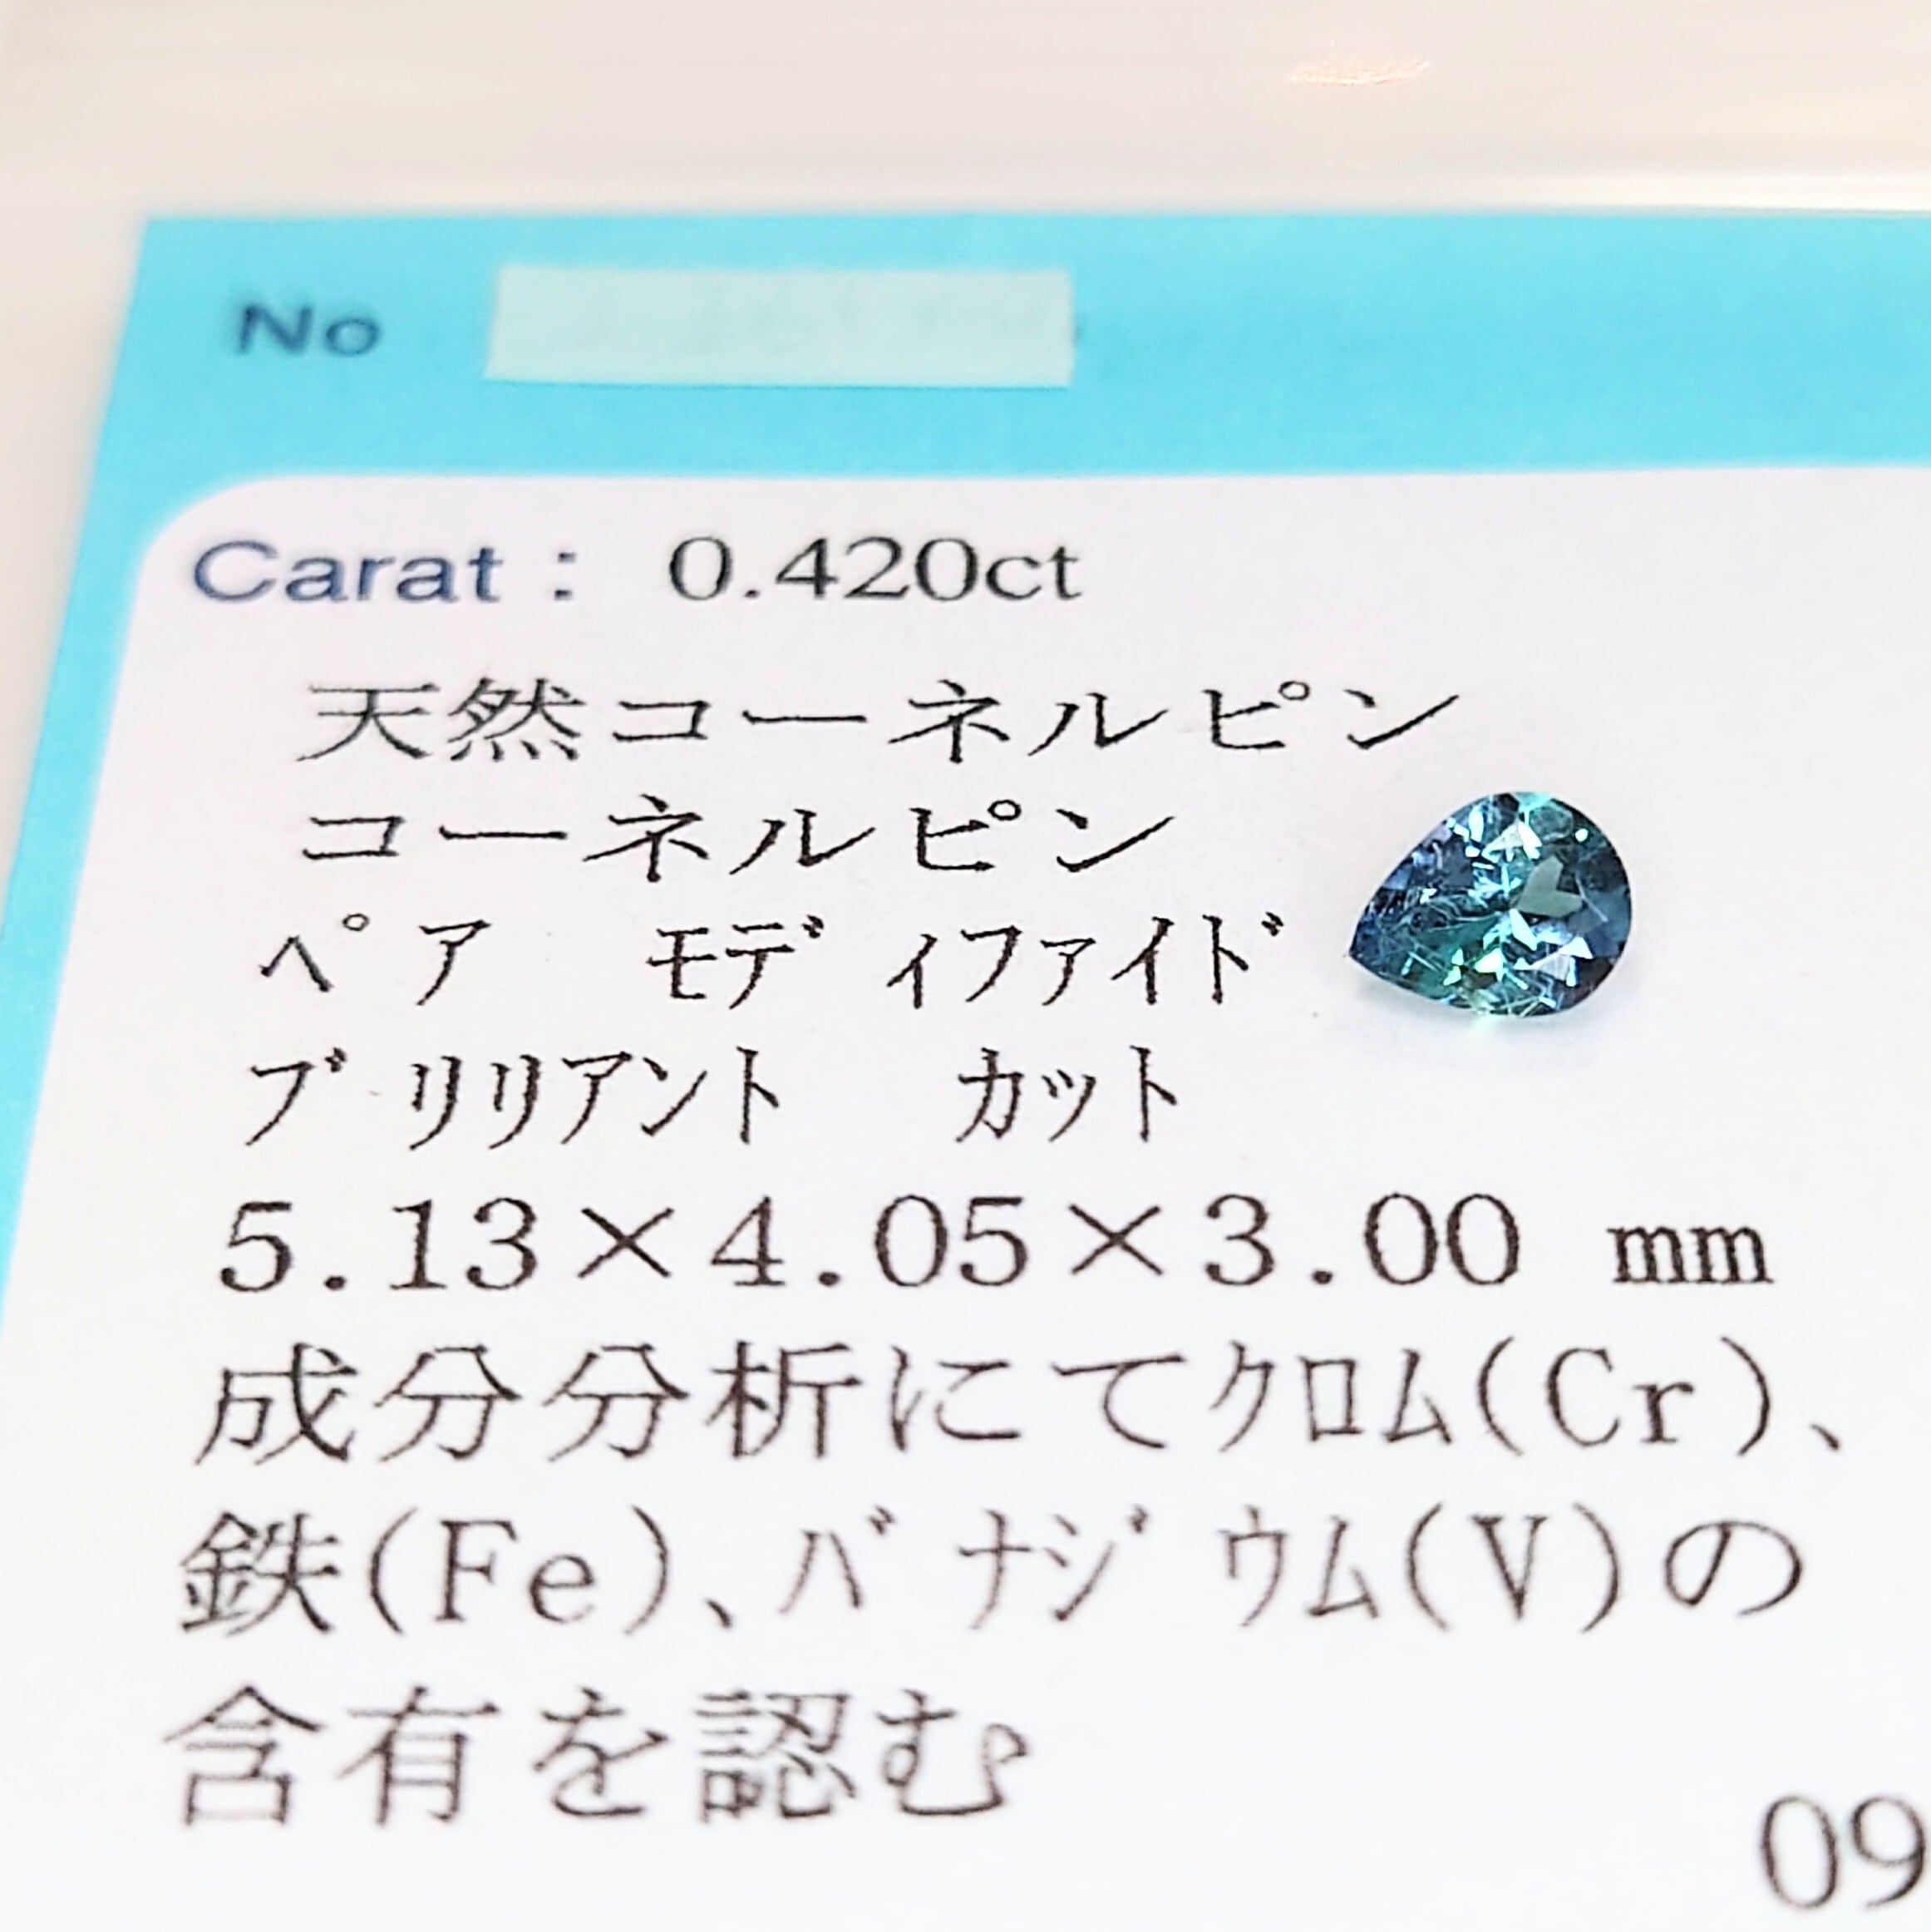 No
Carat : 0.420ct
天然コーネルピン
コーネルピン
ペア モディファイド
ブリリアント カット
5.13×4.05×3.00 mm
成分分析にてクロム(Cr)、
鉄(Fe)、バナジウム(V)の
含有を認む
09